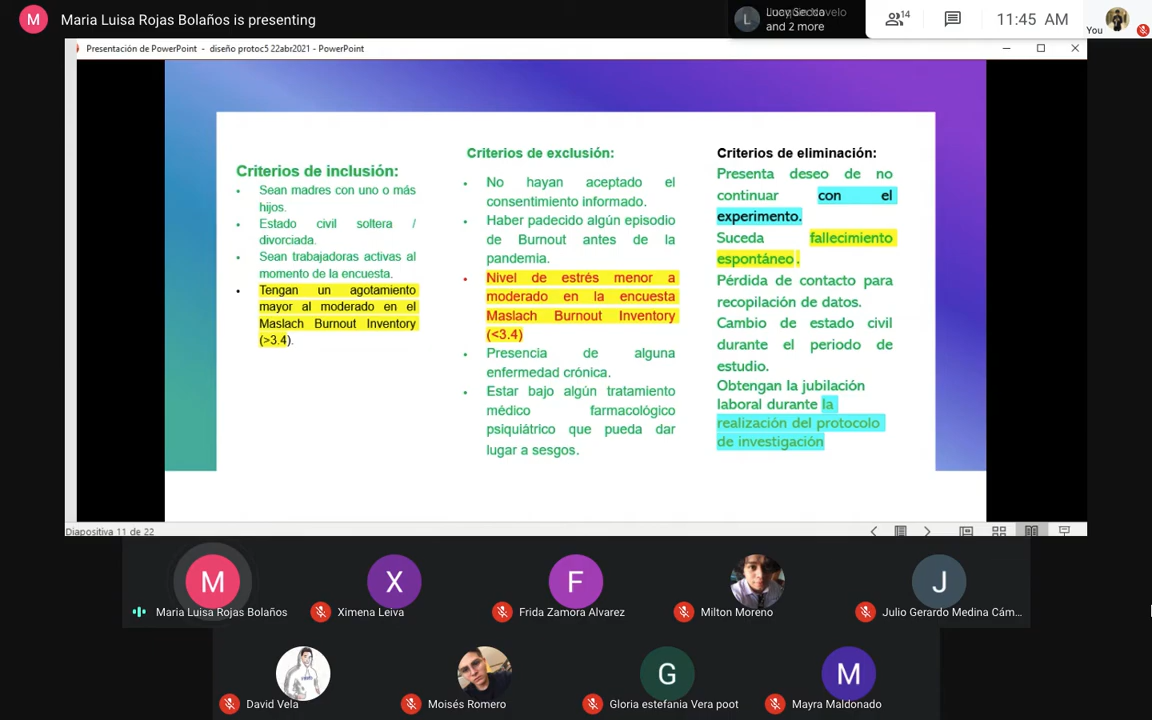 M
Maria Luisa Rojas Bolaños is presenting
L
and 2 more
14
11:45 AM
You
Presentación de PowerPoint - diseño protoc5 22abr2021 - PowerPoint
Criterios de inclusión:
• Sean madres con uno o más
hijos.
• Estado civil soltera /
divorciada.
• Sean trabajadoras activas al
momento de la encuesta.
• Tengan un agotamiento
mayor al moderado en el
Maslach Burnout Inventory
(>3.4).
Criterios de exclusión:
• No hayan aceptado el
consentimiento informado.
• Haber padecido algún episodio
de Burnout antes de la
pandemia.
• Nivel de estrés menor a
moderado en la encuesta
Maslach Burnout Inventory
(<3.4)
• Presencia de alguna
enfermedad crónica.
• Estar bajo algún tratamiento
médico farmacológico
psiquiátrico que pueda dar
lugar a sesgos.
Criterios de eliminación:
Presenta deseo de no
continuar con el
experimento.
Suceda fallecimiento
espontáneo.
Pérdida de contacto para
recopilación de datos.
Cambio de estado civil
durante el periodo de
estudio.
Obtengan la jubilación
laboral durante la
realización del protocolo
de investigación
Diapositiva 11 de 22
M
Maria Luisa Rojas Bolaños
X
Ximena Leiva
F
Frida Zamora Alvarez
Milton Moreno
J
Julio Gerardo Medina Cám...
David Vela
Moisés Romero
G
Gloria estefania Vera poot
M
Mayra Maldonado